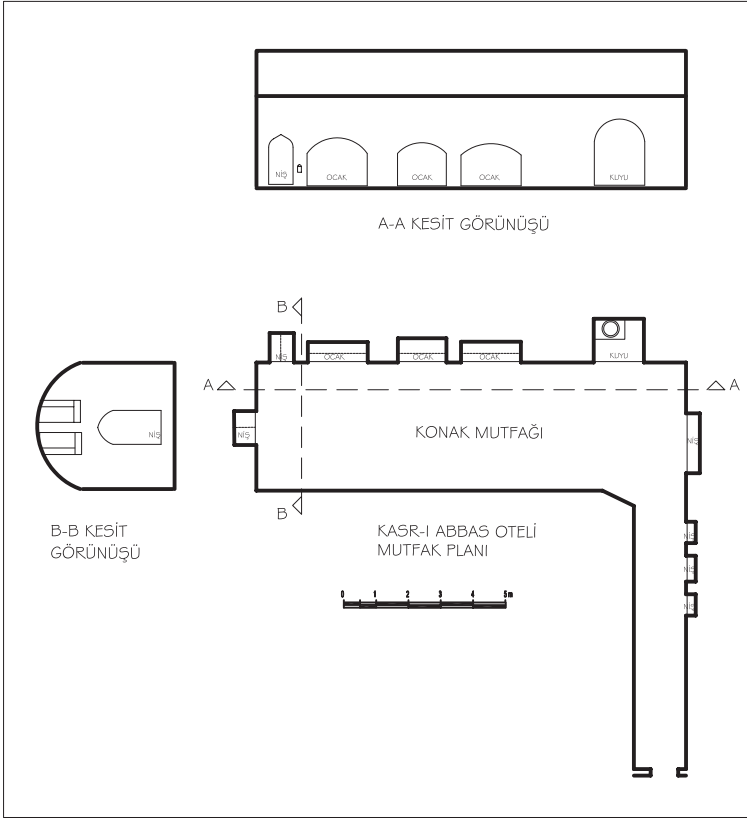 NİŞ
OCAK
OCAK
OCAK
KUYU
A-A KESİT GÖRÜNÜŞÜ
B
NİŞ
OCAK
OCAK
OCAK
KUYU
A
A
NİŞ
NİŞ
KONAK MUTFAĞI
NİŞ
B
B-B KESİT
GÖRÜNÜŞÜ
KASR-I ABBAS OTELİ
MUTFAK PLANI
NİŞ
NİŞ
NİŞ
0 1 2 3 4 5m